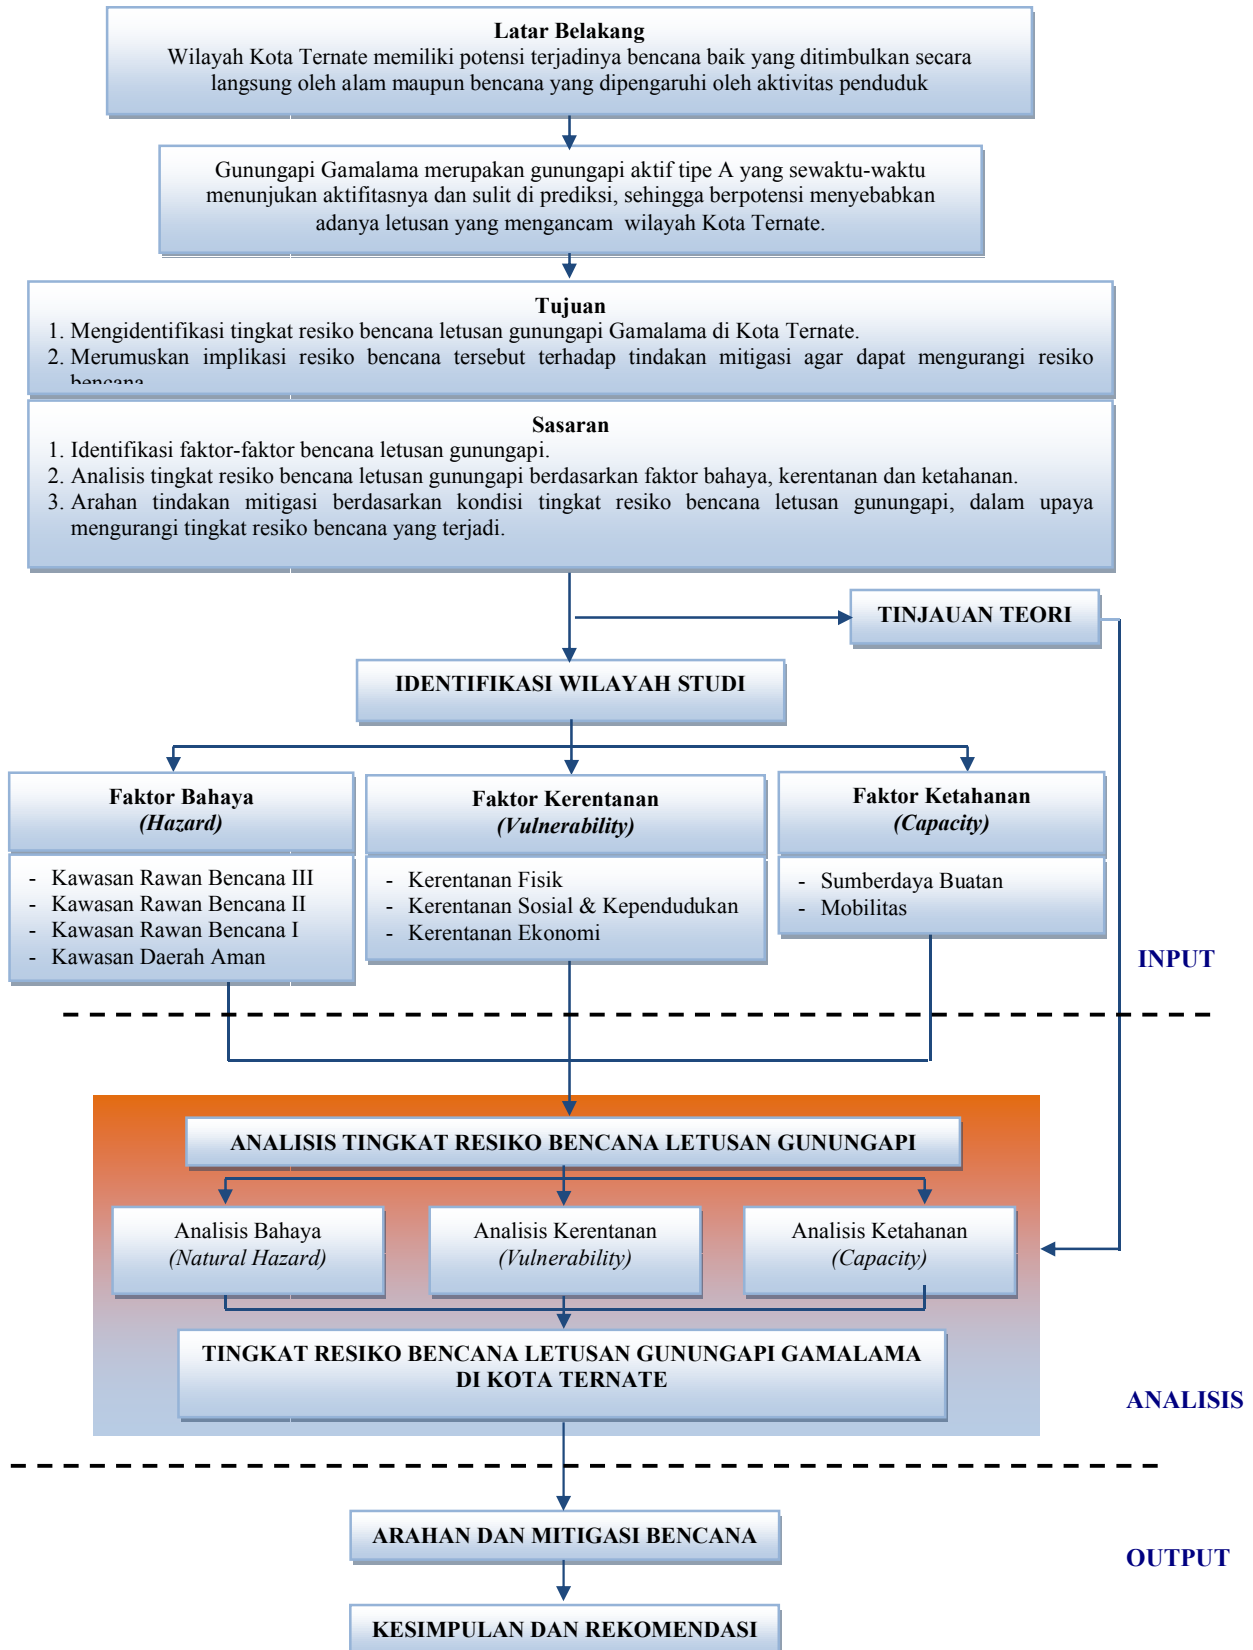 Latar Belakang
Wilayah Kota Ternate memiliki potensi terjadinya bencana baik yang ditimbulkan secara
langsung oleh alam maupun bencana yang dipengaruhi oleh aktivitas penduduk
Gunungapi Gamalama merupakan gunungapi aktif tipe A yang sewaktu-waktu
menunjukan aktifitasnya dan sulit di prediksi, sehingga berpotensi menyebabkan
adanya letusan yang mengancam wilayah Kota Ternate.
Tujuan
1. Mengidentifikasi tingkat resiko bencana letusan gunungapi Gamalama di Kota Ternate.
2. Merumuskan implikasi resiko bencana tersebut terhadap tindakan mitigasi agar dapat mengurangi resiko
bencana
Sasaran
1. Identifikasi faktor-faktor bencana letusan gunungapi.
2. Analisis tingkat resiko bencana letusan gunungapi berdasarkan faktor bahaya, kerentanan dan ketahanan.
3. Arahan tindakan mitigasi berdasarkan kondisi tingkat resiko bencana letusan gunungapi, dalam upaya
mengurangi tingkat resiko bencana yang terjadi.
TINJAUAN TEORI
IDENTIFIKASI WILAYAH STUDI
Faktor Bahaya
(Hazard)
- Kawasan Rawan Bencana III
- Kawasan Rawan Bencana II
- Kawasan Rawan Bencana I
- Kawasan Daerah Aman
Faktor Kerentanan
(Vulnerability)
- Kerentanan Fisik
- Kerentanan Sosial & Kependudukan
- Kerentanan Ekonomi
Faktor Ketahanan
(Capacity)
- Sumberdaya Buatan
- Mobilitas
INPUT
ANALISIS TINGKAT RESIKO BENCANA LETUSAN GUNUNGAPI
Analisis Bahaya
(Natural Hazard)
Analisis Kerentanan
(Vulnerability)
Analisis Ketahanan
(Capacity)
TINGKAT RESIKO BENCANA LETUSAN GUNUNGAPI GAMALAMA
DI KOTA TERNATE
ANALISIS
ARAHAN DAN MITIGASI BENCANA
OUTPUT
KESIMPULAN DAN REKOMENDASI